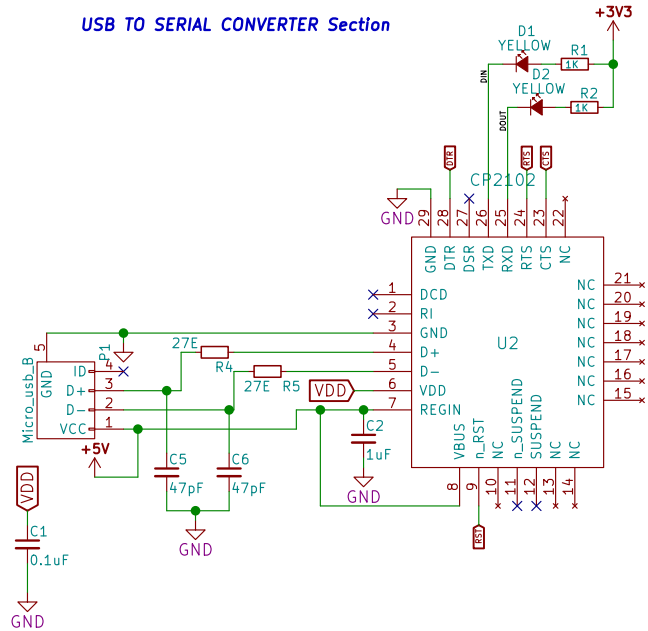 USB TO SERIAL CONVERTER Section
+3V3
D1
YELLOW
R1
1K
D2
YELLOW
R2
1K
DIN
DOUT
DTR
RTS
CTS
CP2102
GND
29
28
27
26
25
24
23
22
GND
DTR
DSR
TXD
RXD
RTS
CTS
NC
1 DCD
2 RI
3 GND
4 D+
5 D-
6 VDD
7 REGIN
U2
NC 21
NC 20
NC 19
NC 18
NC 17
NC 16
NC 15
VBUS
n_RST
NC
n_SUSPEND
SUSPEND
NC
NC
8
9
10
11
12
13
14
RST
Micro_usb_B
P1
5
GND
ID 4
D+ 3
D- 2
VCC 1
+5V
27E
R4
27E R5
VDD
C2
1uF
GND
C5
47pF
C6
47pF
GND
VDD
C1
0.1uF
GND